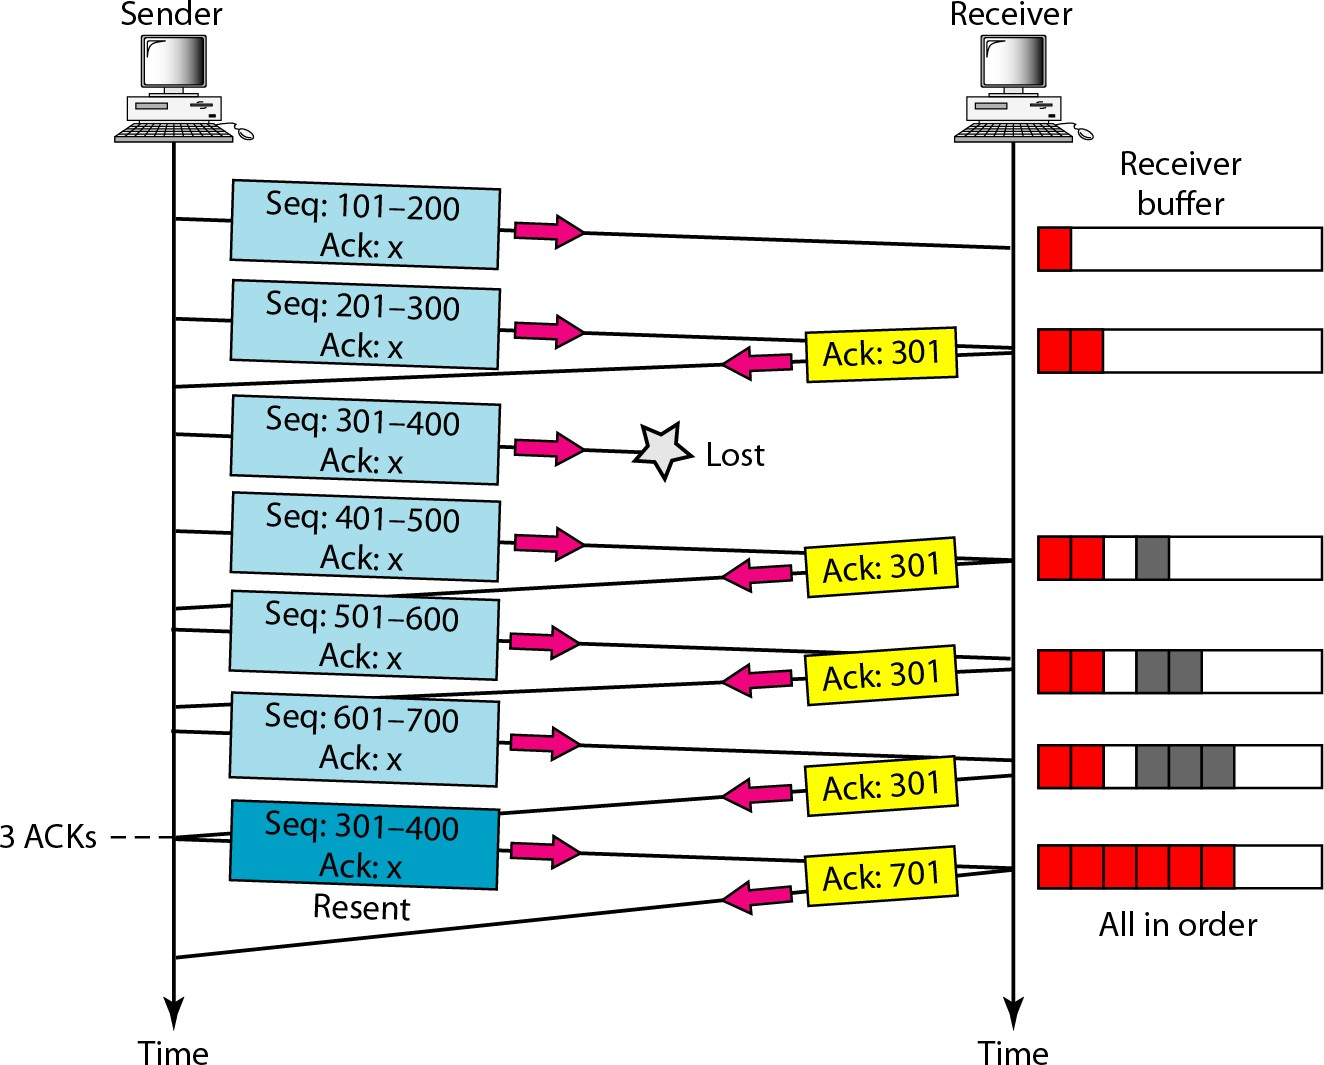 Sender
Receiver
Receiver
buffer
Seq: 101–200
Ack: x
Seq: 201–300
Ack: x
Ack: 301
Seq: 301–400
Ack: x
Lost
Seq: 401–500
Ack: x
Ack: 301
Seq: 501–600
Ack: x
Ack: 301
Seq: 601–700
Ack: x
Ack: 301
3 ACKs
Seq: 301–400
Ack: x
Ack: 701
Resent
All in order
Time
Time